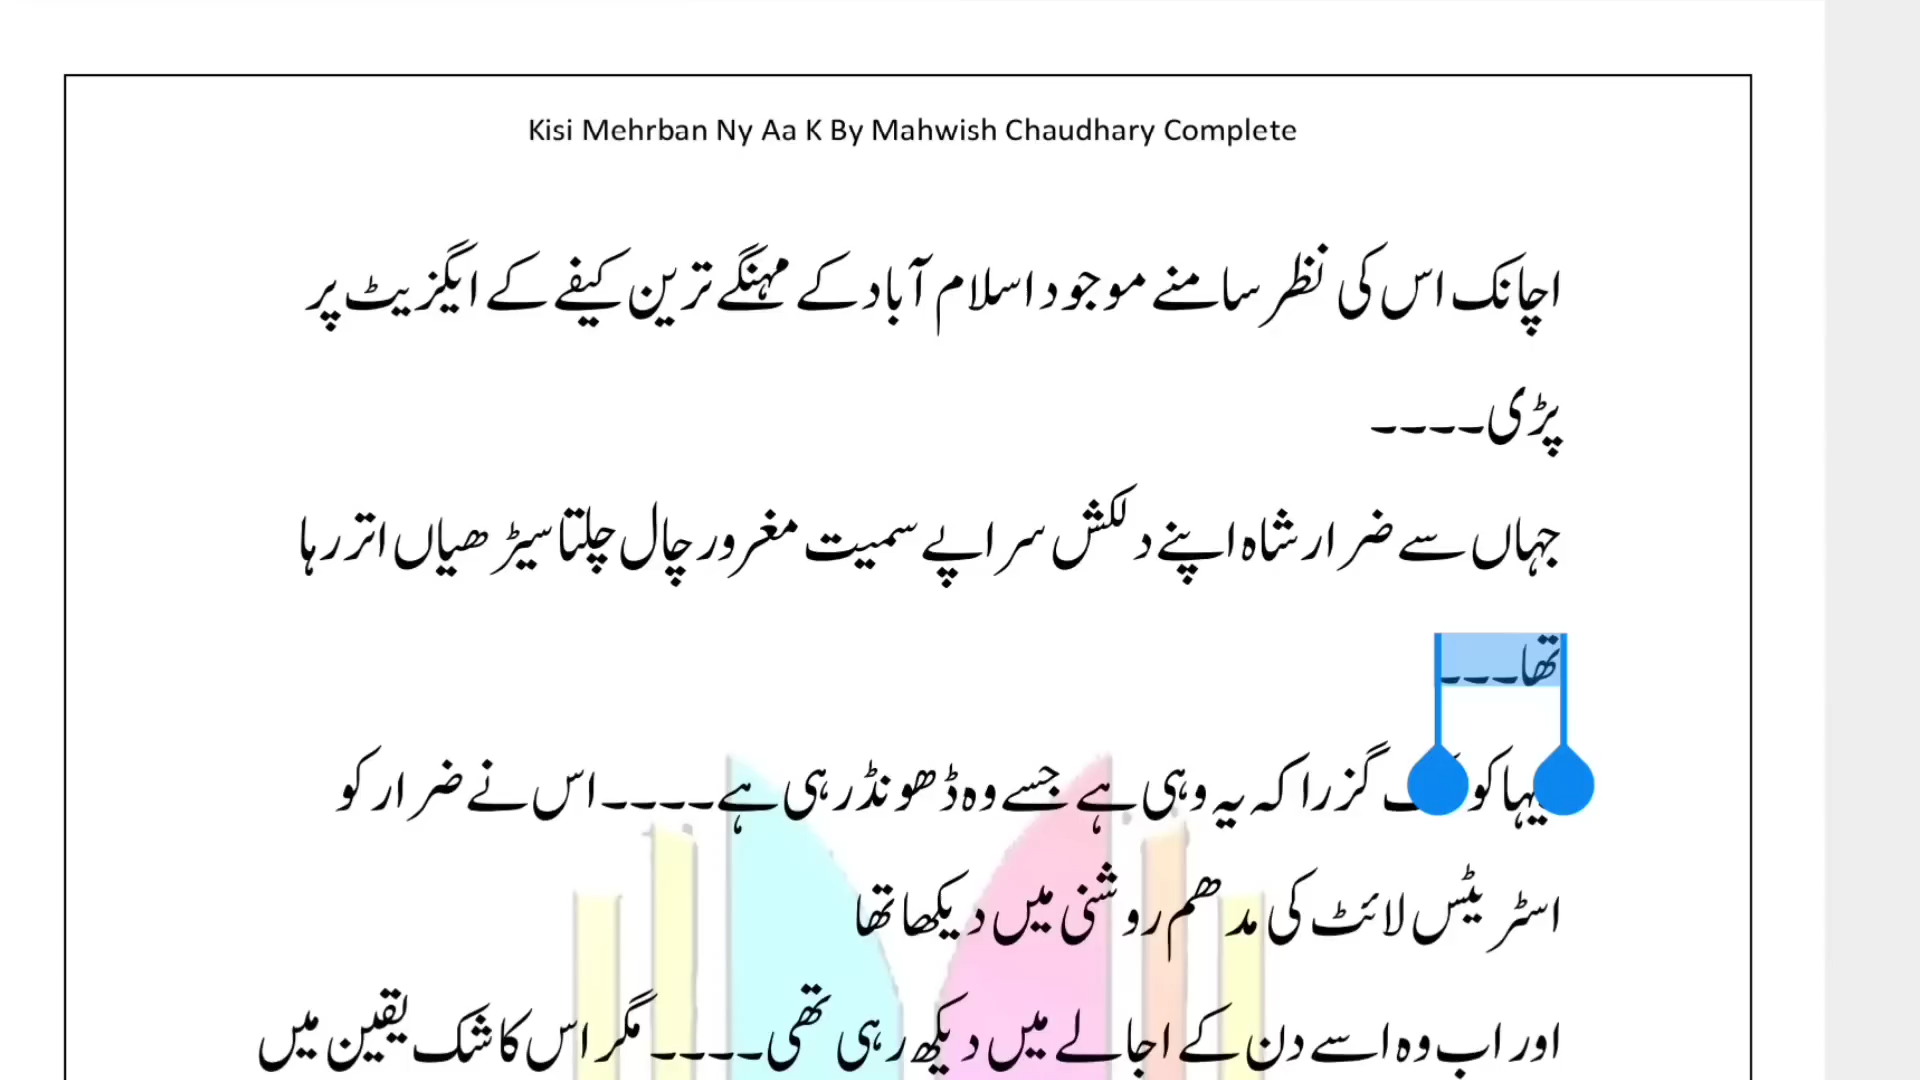 Kisi Mehrban Ny Aa K By Mahwish Chaudhary Complete
اچانک اس کی نظر سامنے موجود اسلام آباد کے مہنگے ترین کیفے کے ایگزیٹ پر
پڑی۔۔۔۔
جہاں سے ضرار شاہ اپنے دلکش سراپے سمیت مغرور چال چلتا سیڑھیاں اتر رہا
تھا۔۔۔
کو گزرا کہ یہ وہی ہے جسے وہ ڈھونڈ رہی ہے۔۔۔۔اس نے ضرار کو
اسٹریٹس لائٹ کی مدھم روشنی میں دیکھا تھا
اور اب وہ اسے دن کے اجالے میں دیکھ رہی تھی۔۔۔۔ مگر اس کا شک یقین میں